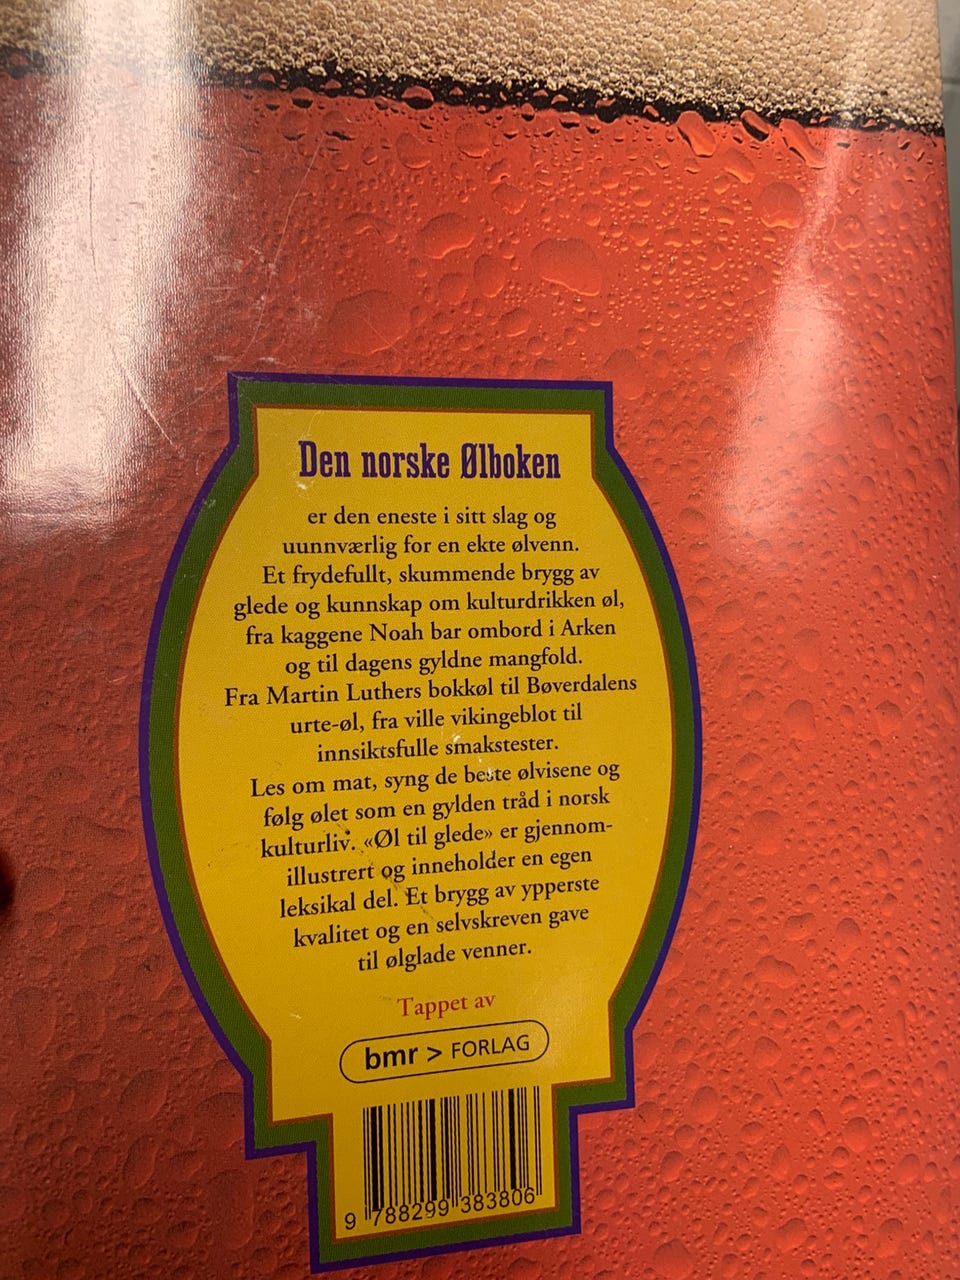 Den norske Ølboken
er den eneste i sitt slag og
uunnværlig for en ekte ølvenn.
Et frydefullt, skummende brygg av
glede og kunnskap om kulturdrikken øl,
fra kaggene Noah bar ombord i Arken
og til dagens gyldne mangfold.
Fra Martin Luthers bokkøl til Bøverdalens
urte-øl, fra ville vikingeblot til
innsiktsfulle smakstester.
Les om mat, syng de beste ølvisene og
følg ølet som en gylden tråd i norsk
kulturliv. «Øl til glede» er gjennom-
illustrert og inneholder en egen
leksikal del. Et brygg av ypperste
kvalitet og en selvskreven gave
til ølglade venner.
Tappet av
bmr > FORLAG
9 788299 383806